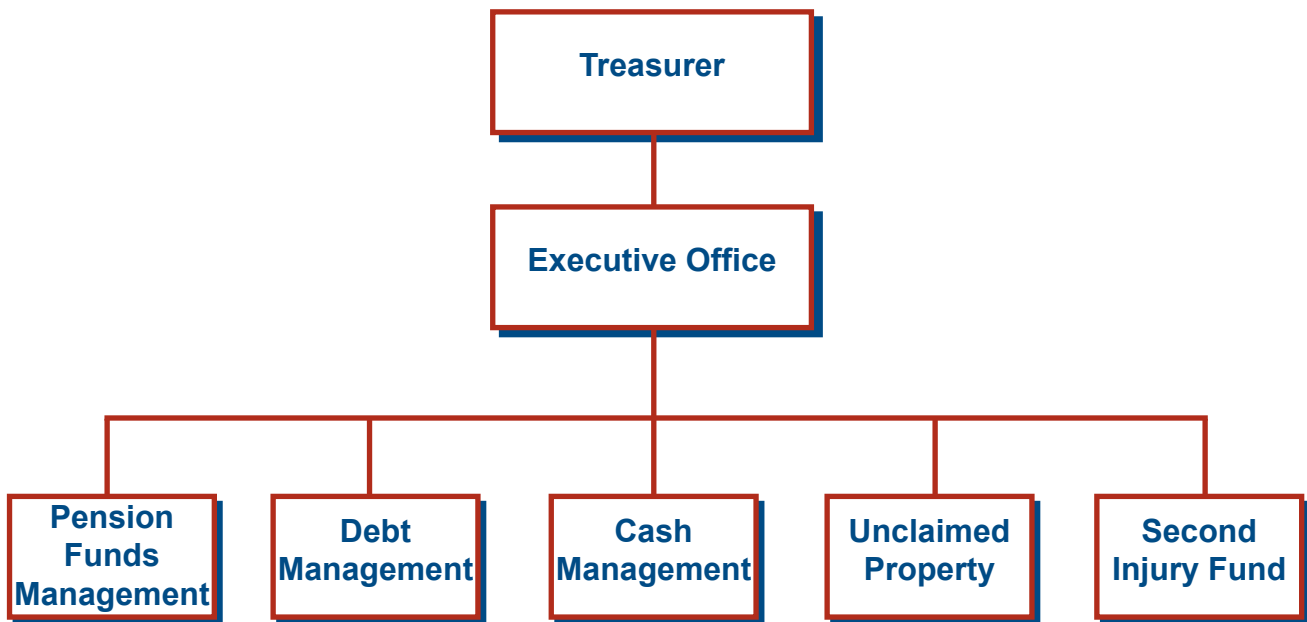 Treasurer
Executive Office
Pension
Funds
Management
Debt
Management
Cash
Management
Unclaimed
Property
Second
Injury Fund